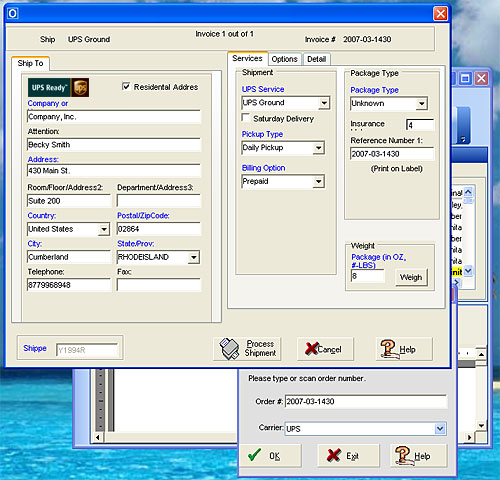 Ship UPS Ground Invoice 1 out of 1 Invoice # 2007-03-1430
Ship To
UPS Ready UPS Residential Addres
Company or
Company, Inc.
Attention:
Becky Smith
Address:
430 Main St.
Room/Floor/Address2: Department/Address3:
Suite 200
Country: Postal/ZipCode:
United States 02864
City: State/Prov:
Cumberland RHODEISLAND
Telephone: Fax:
8779968948
Services Options Detail
Shipment
UPS Service
UPS Ground
Saturday Delivery
Pickup Type
Daily Pickup
Billing Option
Prepaid
Package Type
Package Type
Unknown
Insurance 4
Reference Number 1:
2007-03-1430
(Print on Label)
Weight
Package (in OZ,
#-LBS)
8 Weigh
Shippe Y1994R
Process
Shipment
Cancel
Help
Please type or scan order number.
Order #: 2007-03-1430
Carrier: UPS
OK Exit Help